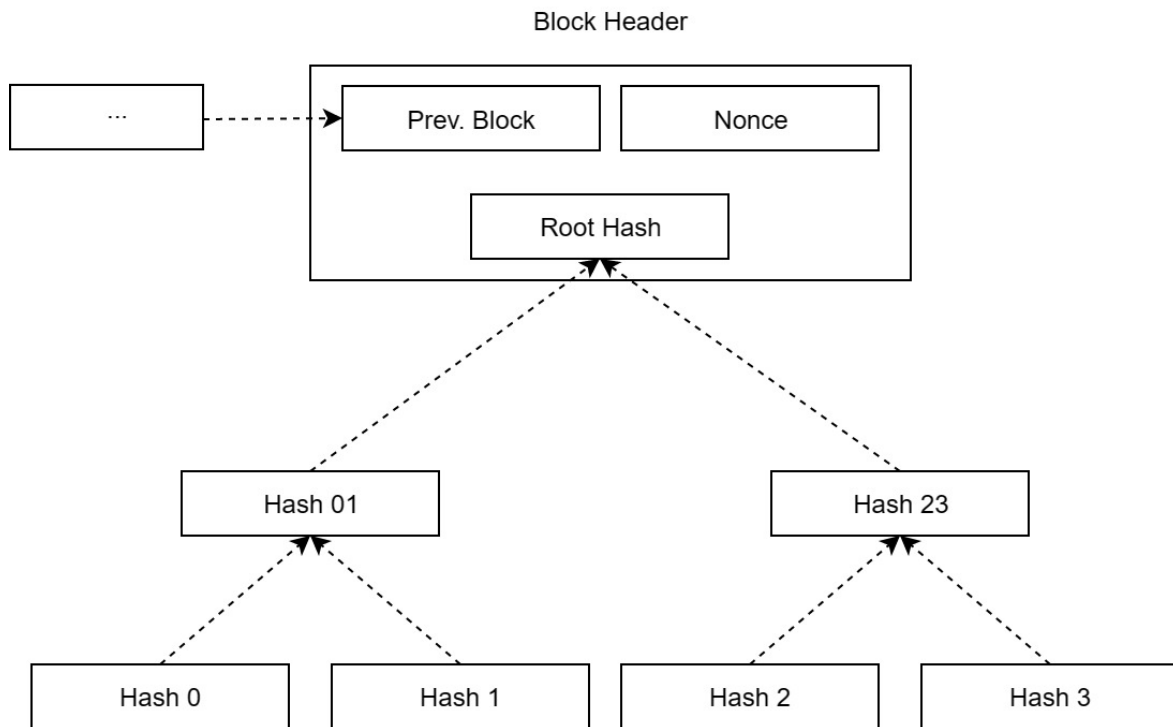 Block Header
...
Prev. Block
Nonce
Root Hash
Hash 01
Hash 23
Hash 0
Hash 1
Hash 2
Hash 3